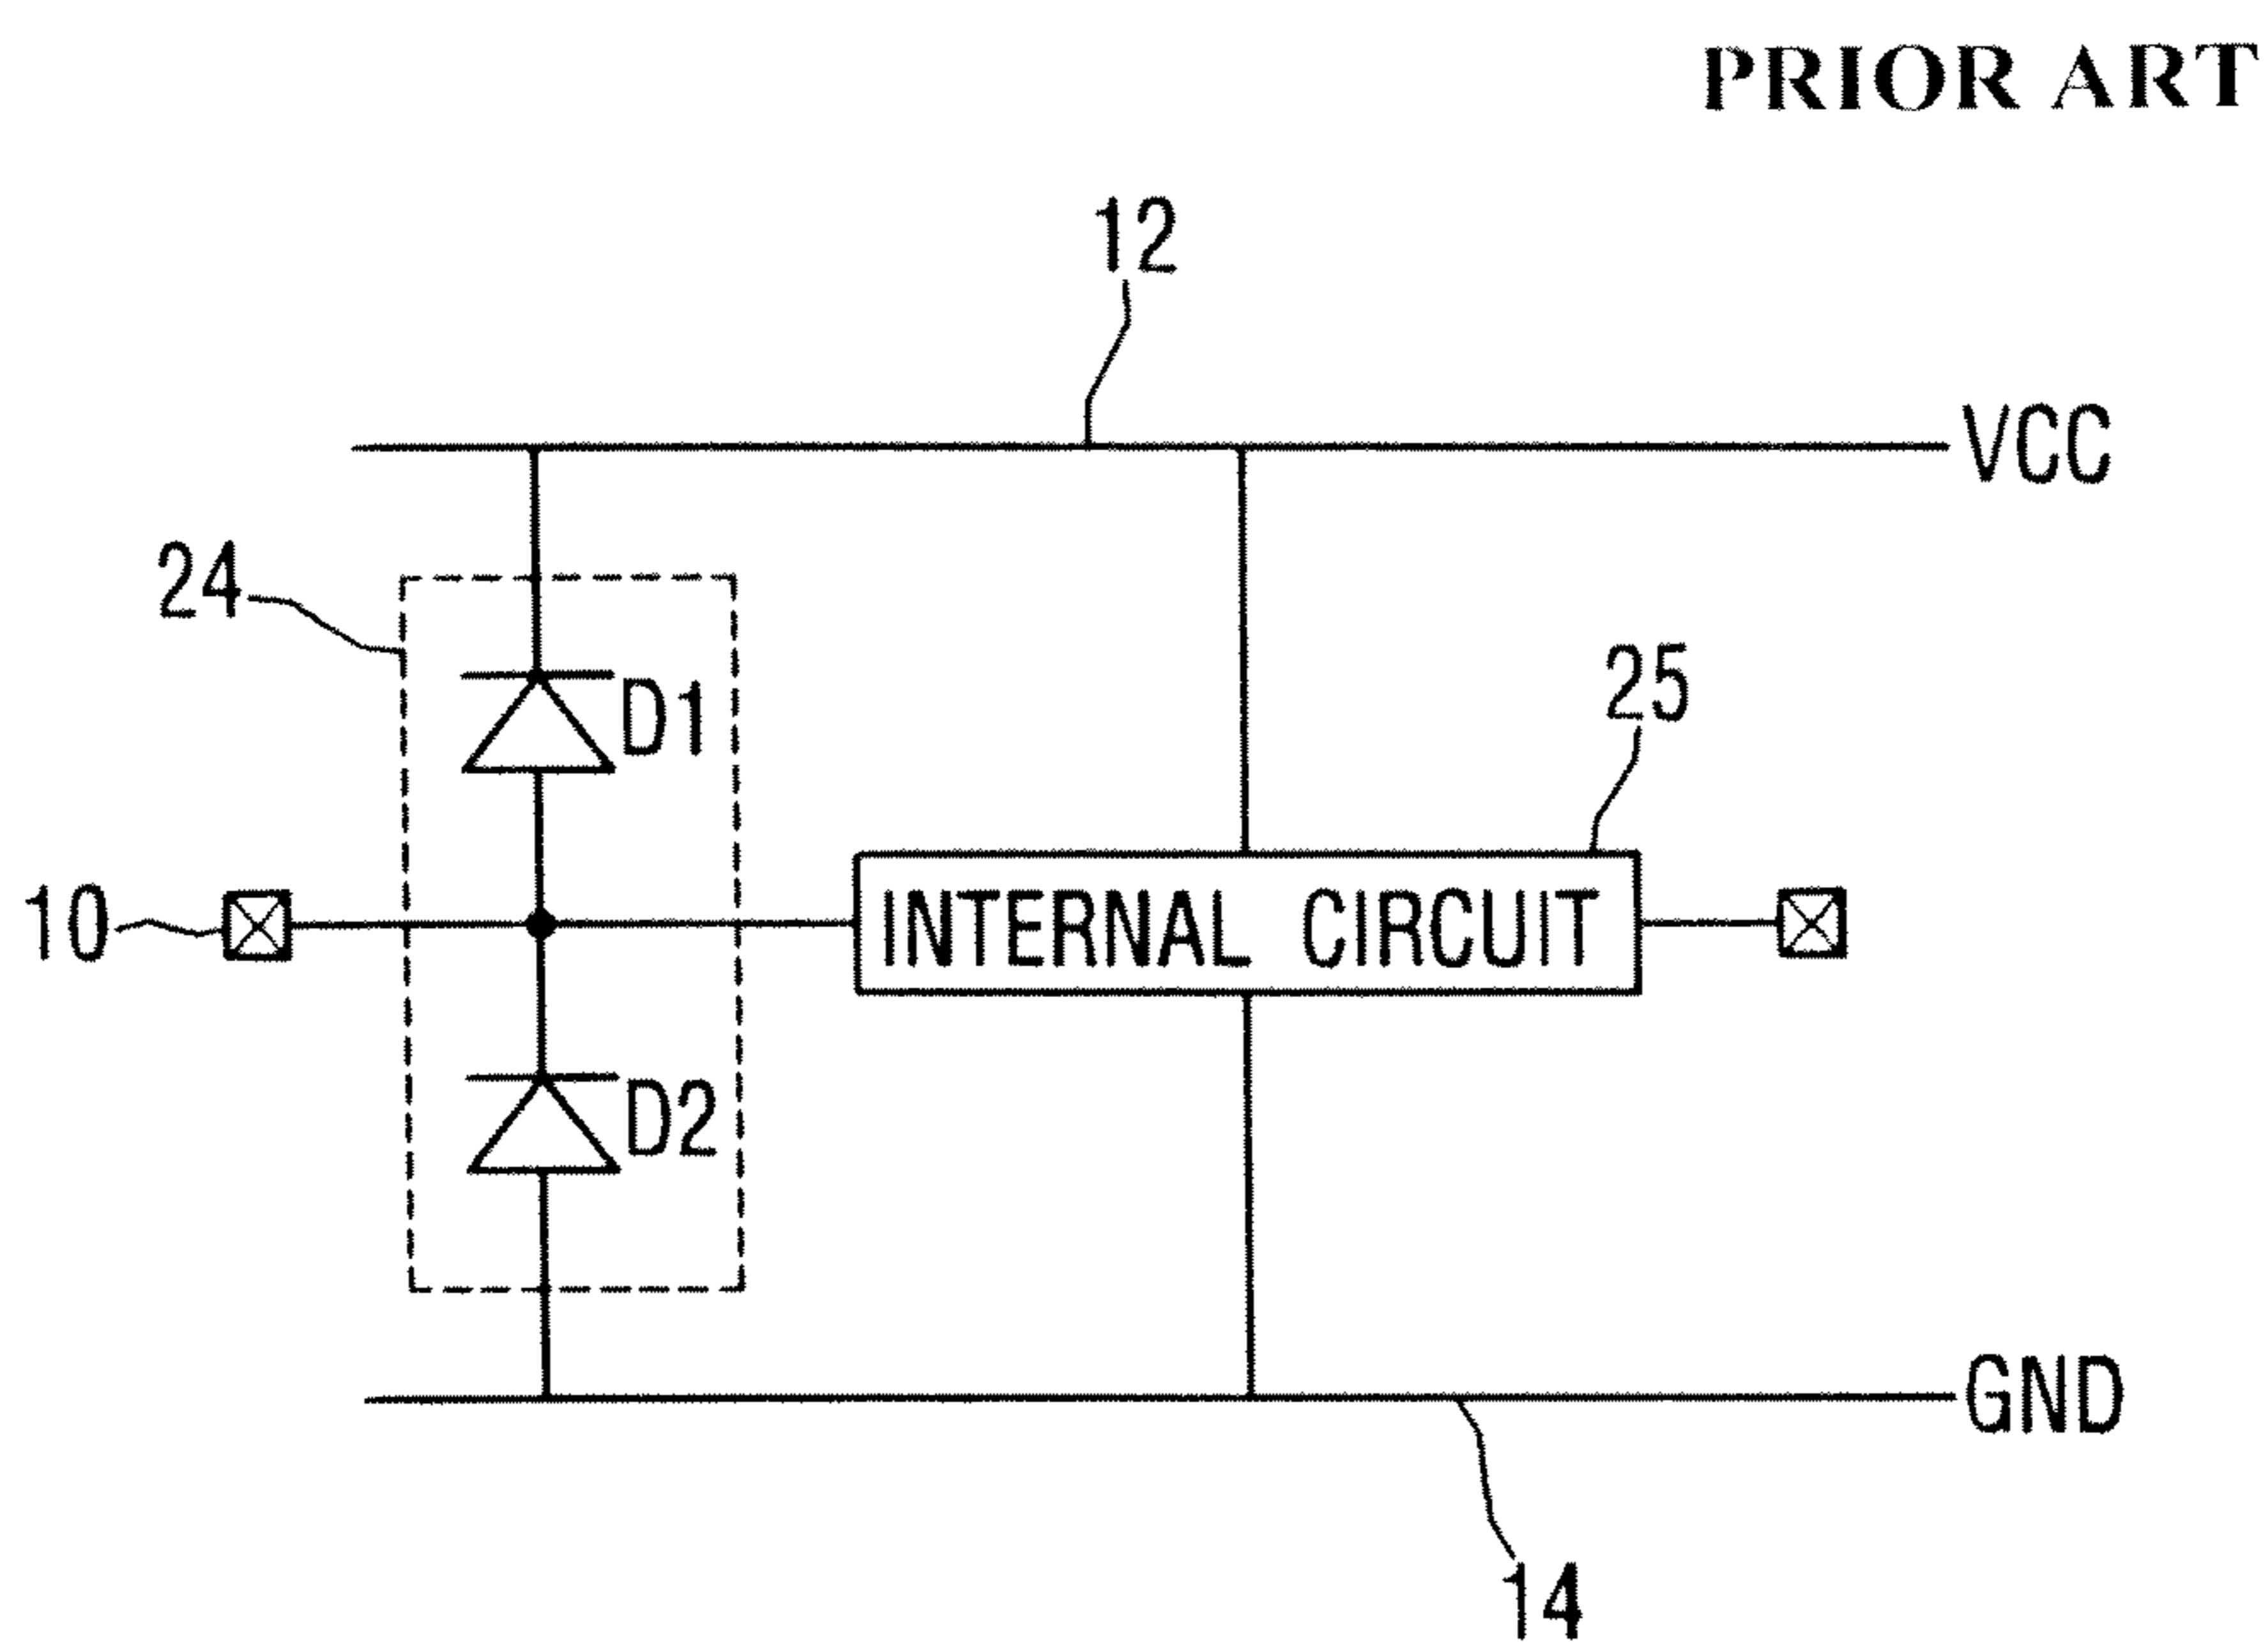 PRIOR ART
12
VCC
24
D1
25
10
INTERNAL CIRCUIT
D2
GND
14